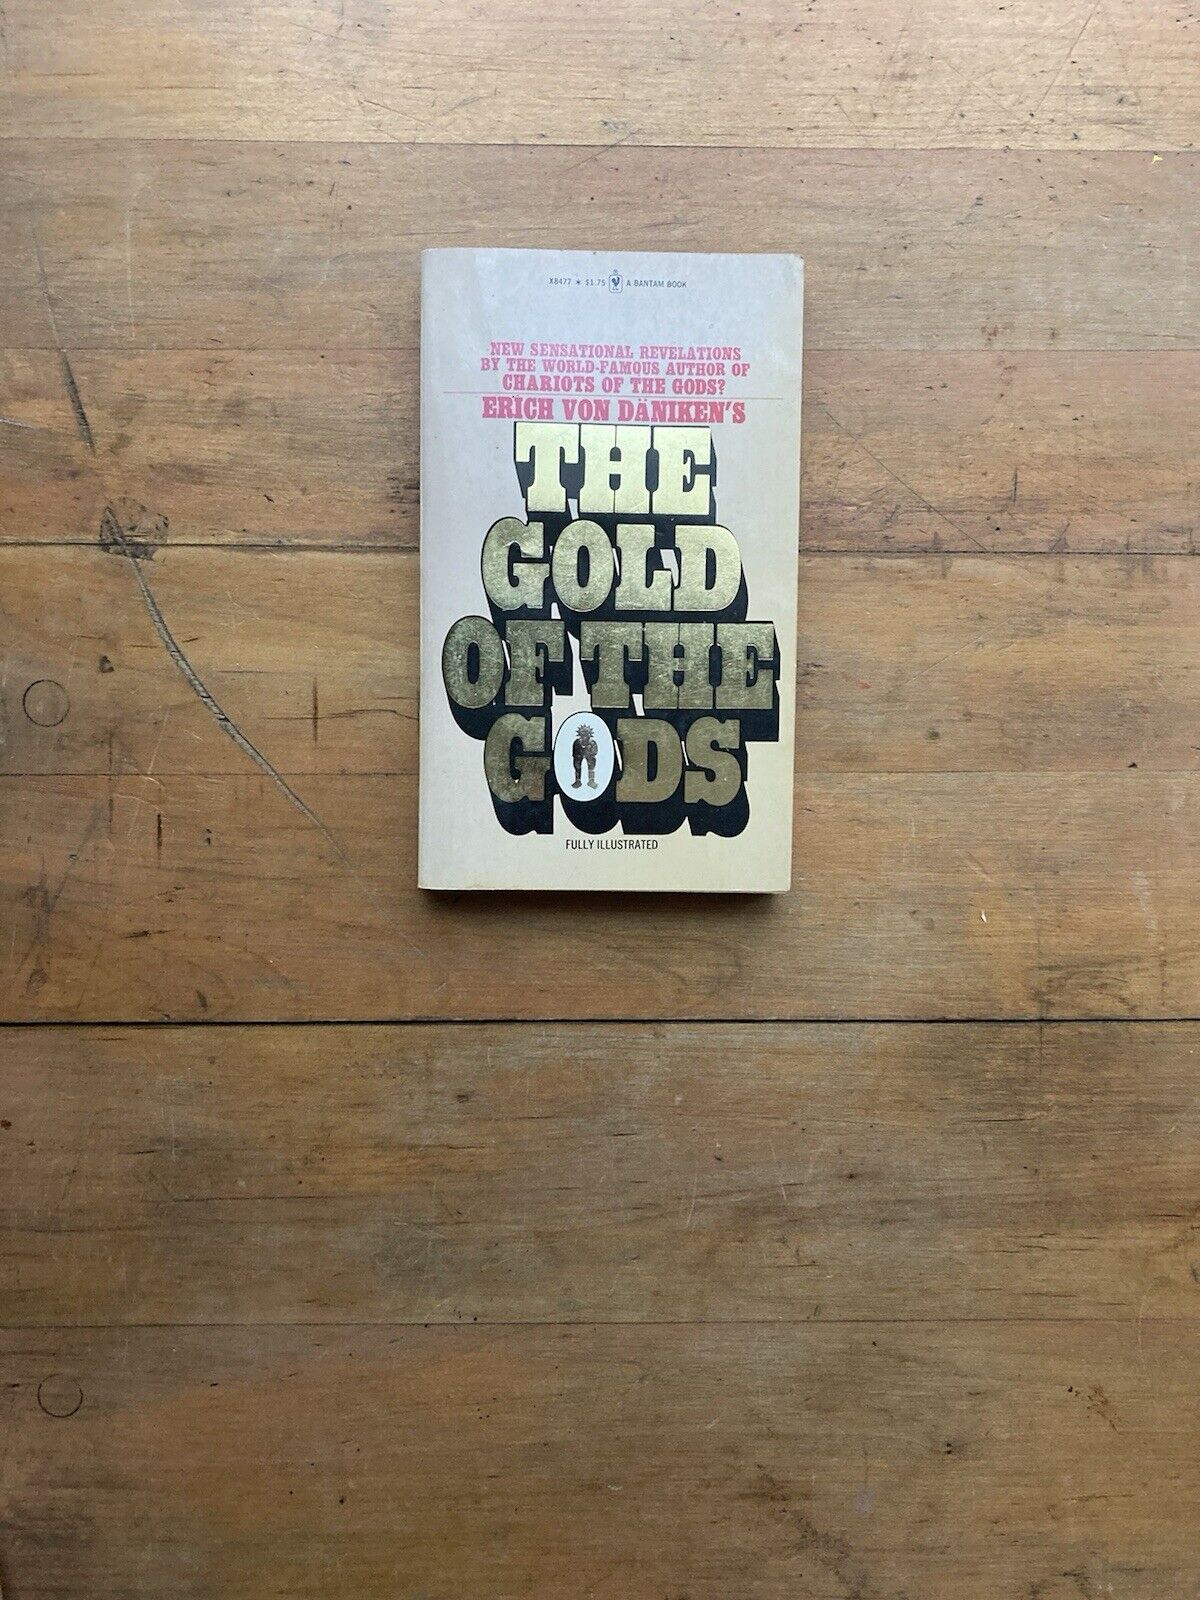 X8477 * $1.75 A BANTAM BOOK
NEW SENSATIONAL REVELATIONS
BY THE WORLD-FAMOUS AUTHOR OF
CHARIOTS OF THE GODS?
ERICH VON DÄNIKEN'S
THE
GOLD
OF THE
GODS
FULLY ILLUSTRATED